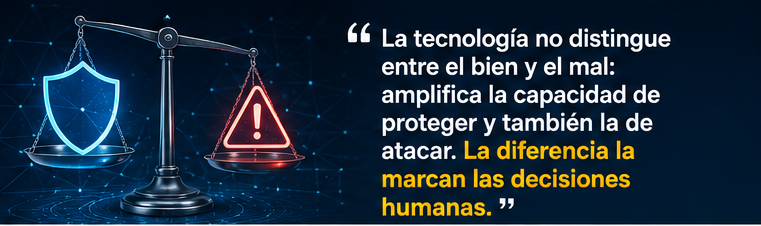 “ La tecnología no distingue
entre el bien y el mal:
amplifica la capacidad de
proteger y también la de
atacar. La diferencia la
marcan las decisiones
humanas. ”